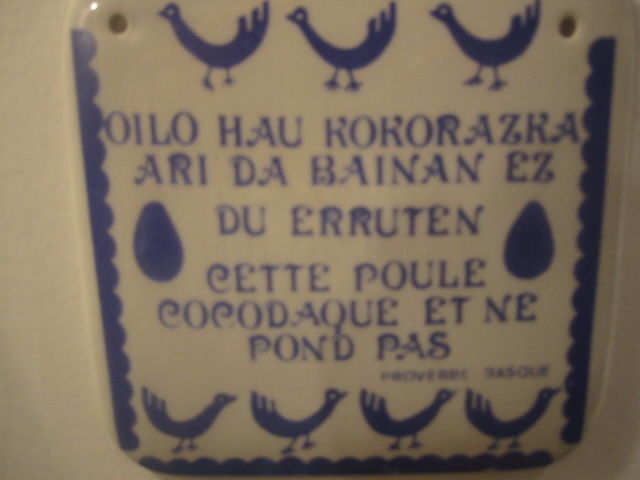 OILO HAU KOKORAZKA
ARI DA BAINAN EZ
DU ERRUTEN
CETTE POULE
COCODAQUE ET NE
POND PAS
PROVERBE BASQUE